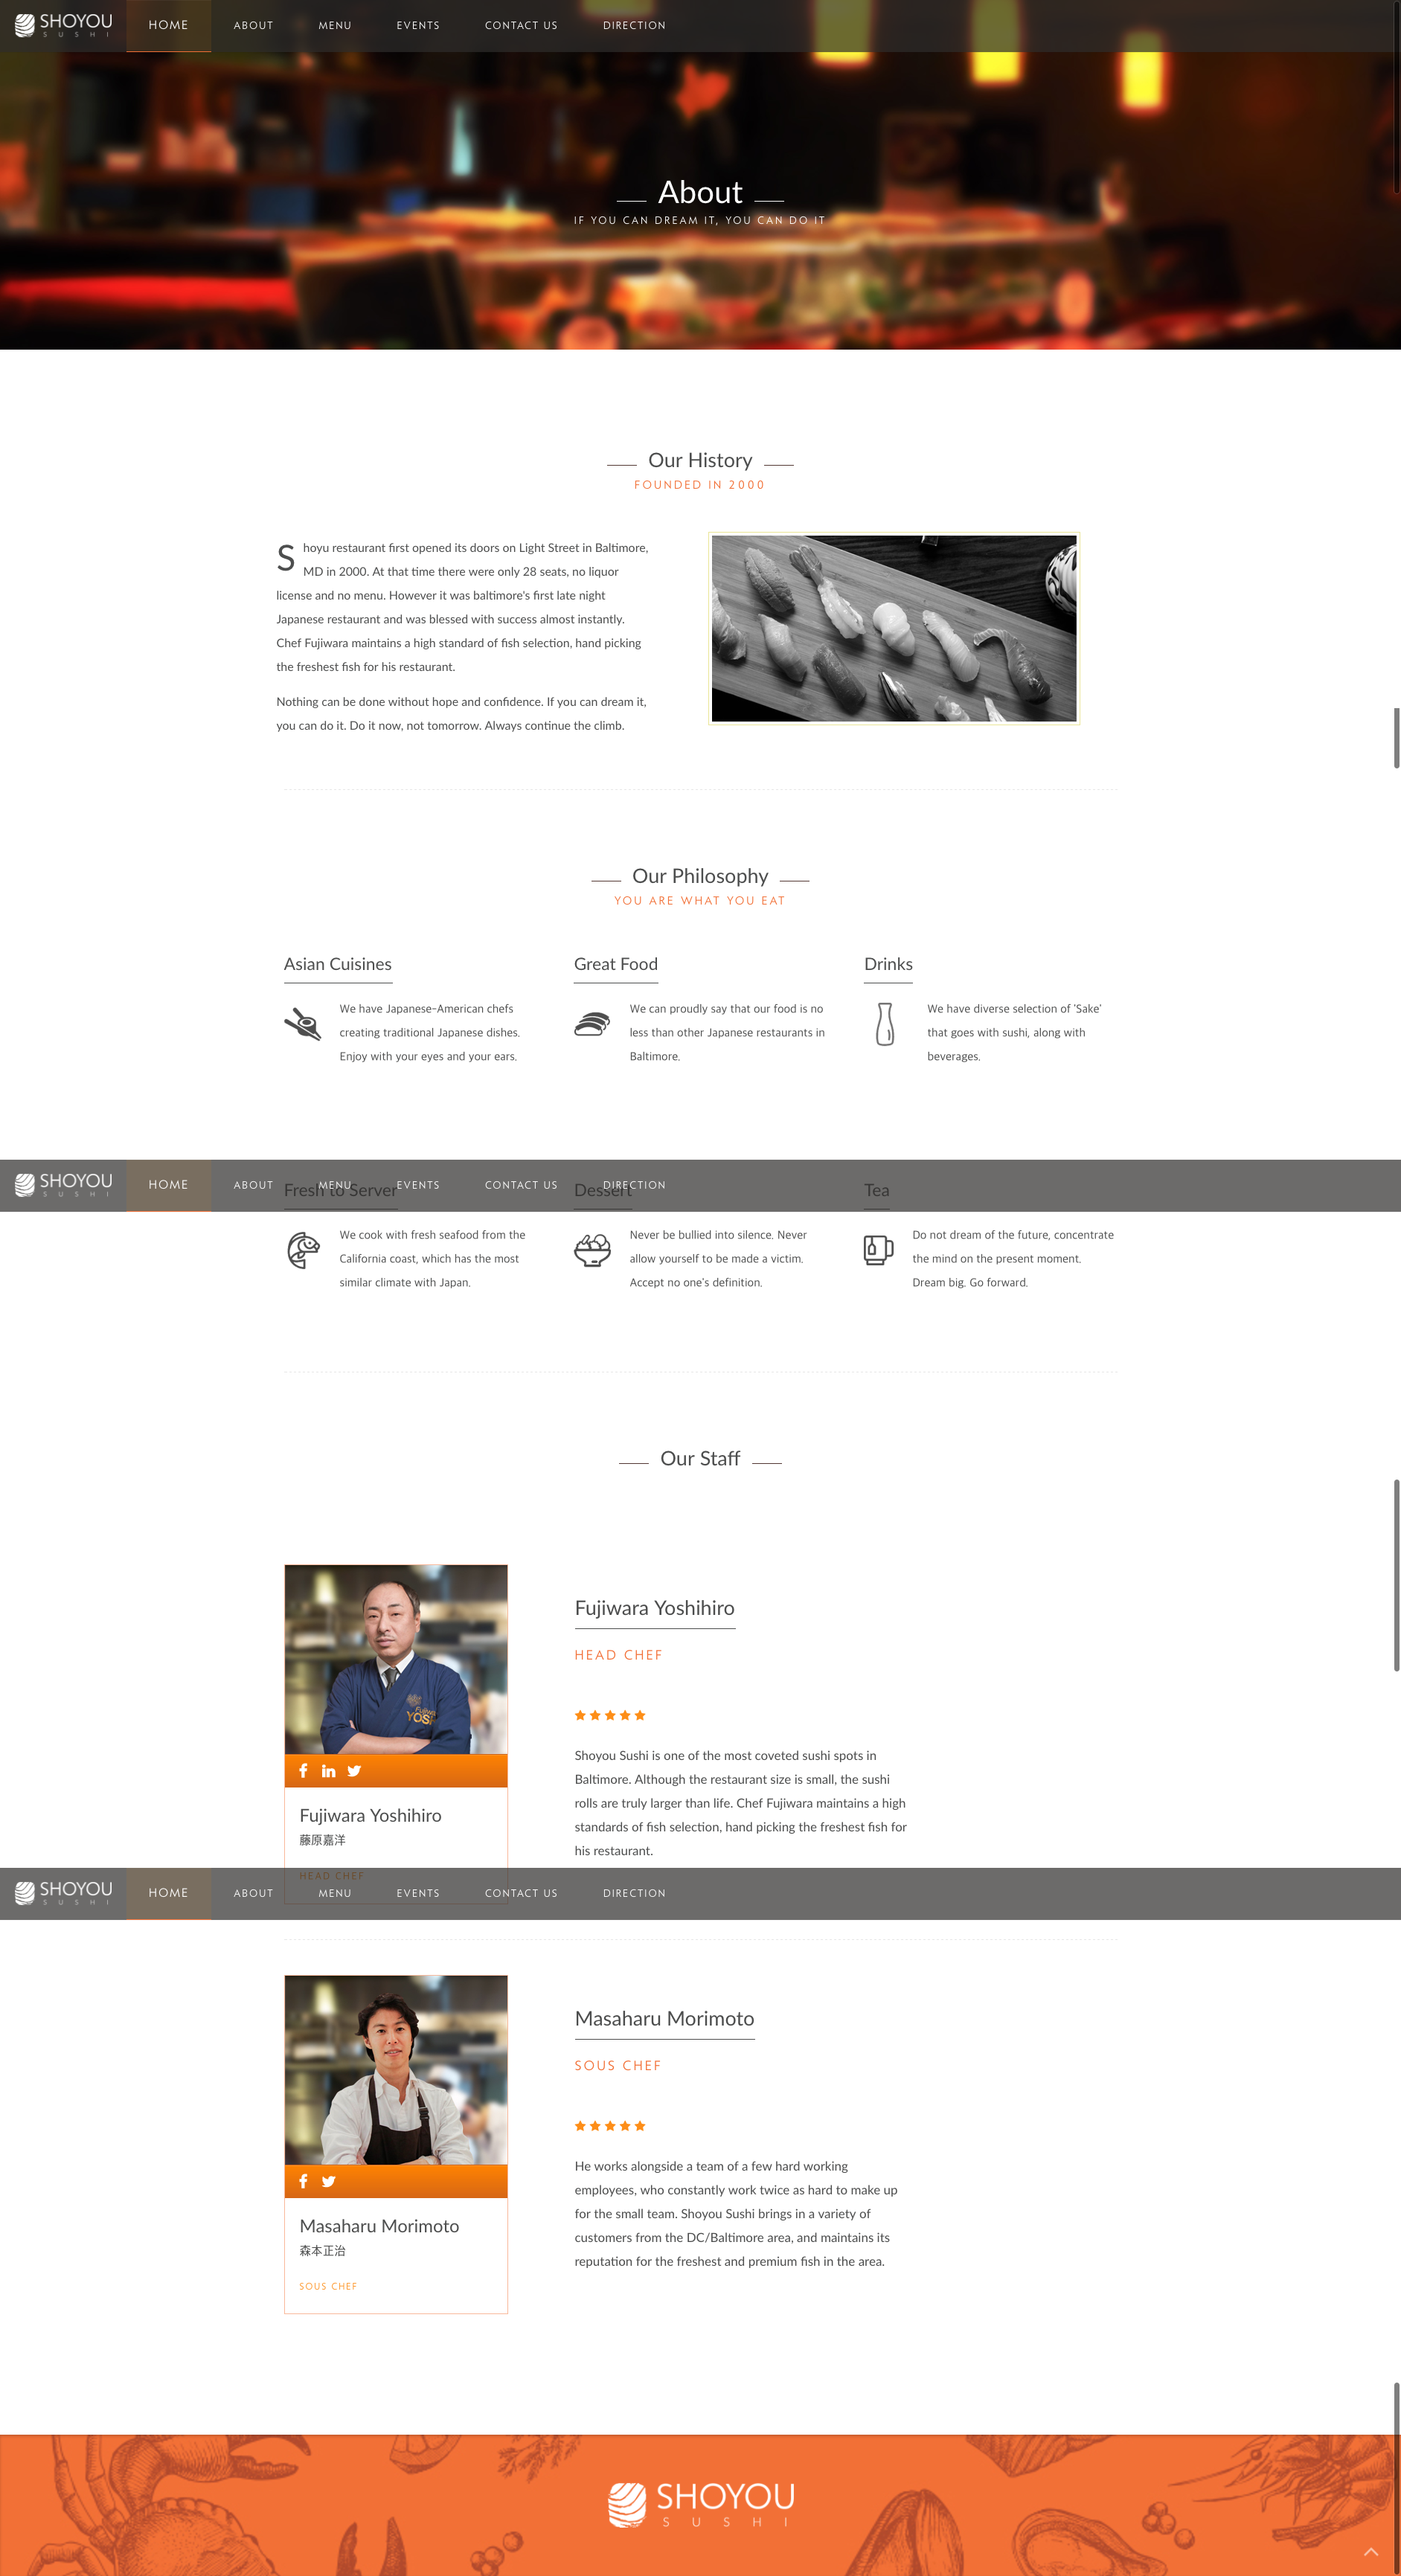 SHOYOU
SUSHI
HOME
ABOUT
MENU
EVENTS
CONTACT US
DIRECTION
About
IF YOU CAN DREAM IT, YOU CAN DO IT
Our History
FOUNDED IN 2000
Shoyu restaurant first opened its doors on Light Street in Baltimore,
MD in 2000. At that time there were only 28 seats, no liquor
license and no menu. However it was baltimore's first late night
Japanese restaurant and was blessed with success almost instantly.
Chef Fujiwara maintains a high standard of fish selection, hand picking
the freshest fish for his restaurant.
Nothing can be done without hope and confidence. If you can dream it,
you can do it. Do it now, not tomorrow. Always continue the climb.
Our Philosophy
YOU ARE WHAT YOU EAT
Asian Cuisines
We have Japanese-American chefs
creating traditional Japanese dishes.
Enjoy with your eyes and your ears.
Great Food
We can proudly say that our food is no
less than other Japanese restaurants in
Baltimore.
Drinks
We have diverse selection of 'Sake'
that goes with sushi, along with
beverages.
SHOYOU
SUSHI
HOME
ABOUT
MENU
EVENTS
CONTACT US
DIRECTION
Fresh to Server
We cook with fresh seafood from the
California coast, which has the most
similar climate with Japan.
Dessert
Never be bullied into silence. Never
allow yourself to be made a victim.
Accept no one's definition.
Tea
Do not dream of the future, concentrate
the mind on the present moment.
Dream big. Go forward.
Our Staff
Fujiwara Yoshihiro
HEAD CHEF
Shoyou Sushi is one of the most coveted sushi spots in
Baltimore. Although the restaurant size is small, the sushi
rolls are truly larger than life. Chef Fujiwara maintains a high
standards of fish selection, hand picking the freshest fish for
his restaurant.
Fujiwara Yoshihiro
藤原嘉洋
HEAD CHEF
SHOYOU
SUSHI
HOME
ABOUT
MENU
EVENTS
CONTACT US
DIRECTION
Masaharu Morimoto
SOUS CHEF
He works alongside a team of a few hard working
employees, who constantly work twice as hard to make up
for the small team. Shoyou Sushi brings in a variety of
customers from the DC/Baltimore area, and maintains its
reputation for the freshest and premium fish in the area.
Masaharu Morimoto
森本正治
SOUS CHEF
SHOYOU
SUSHI